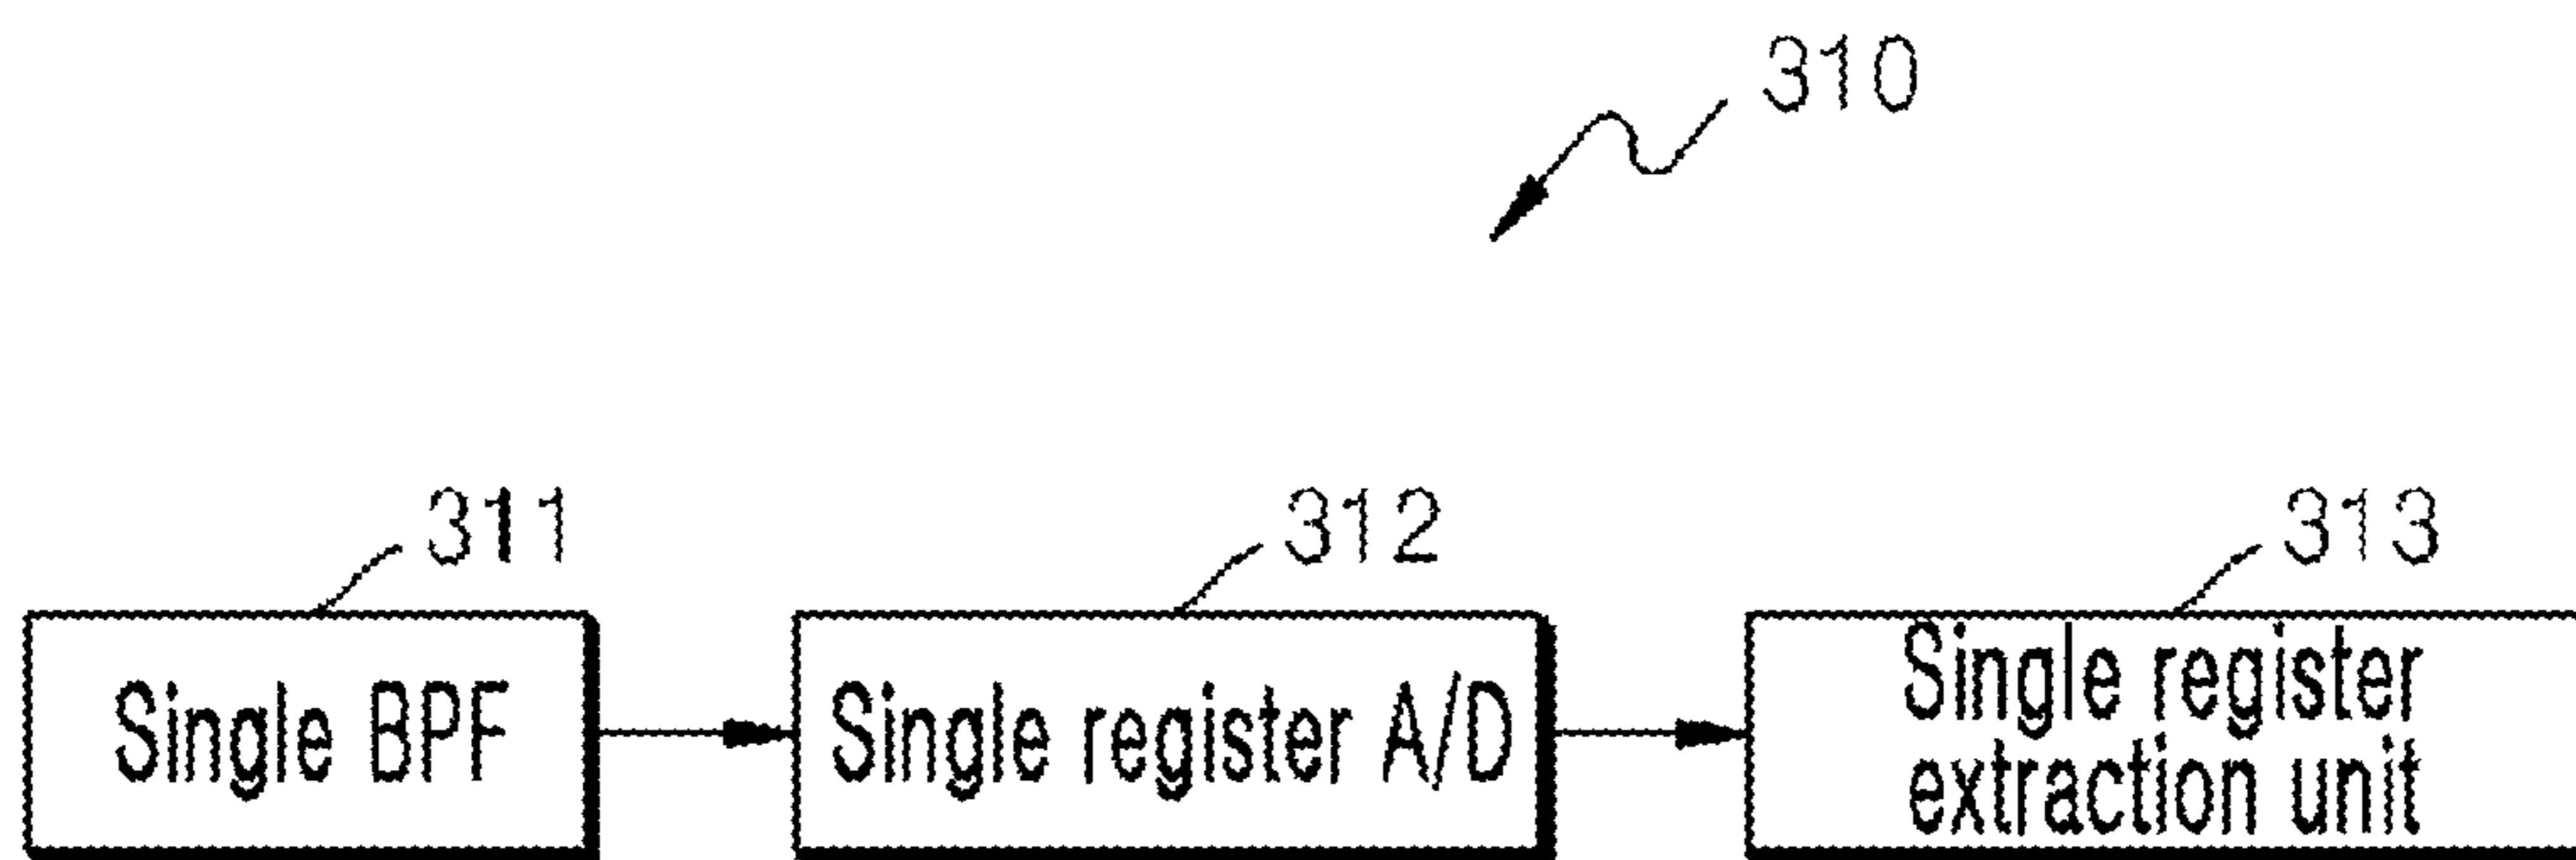 310
311
312
313
Single BPF
Single register A/D
Single register
extraction unit